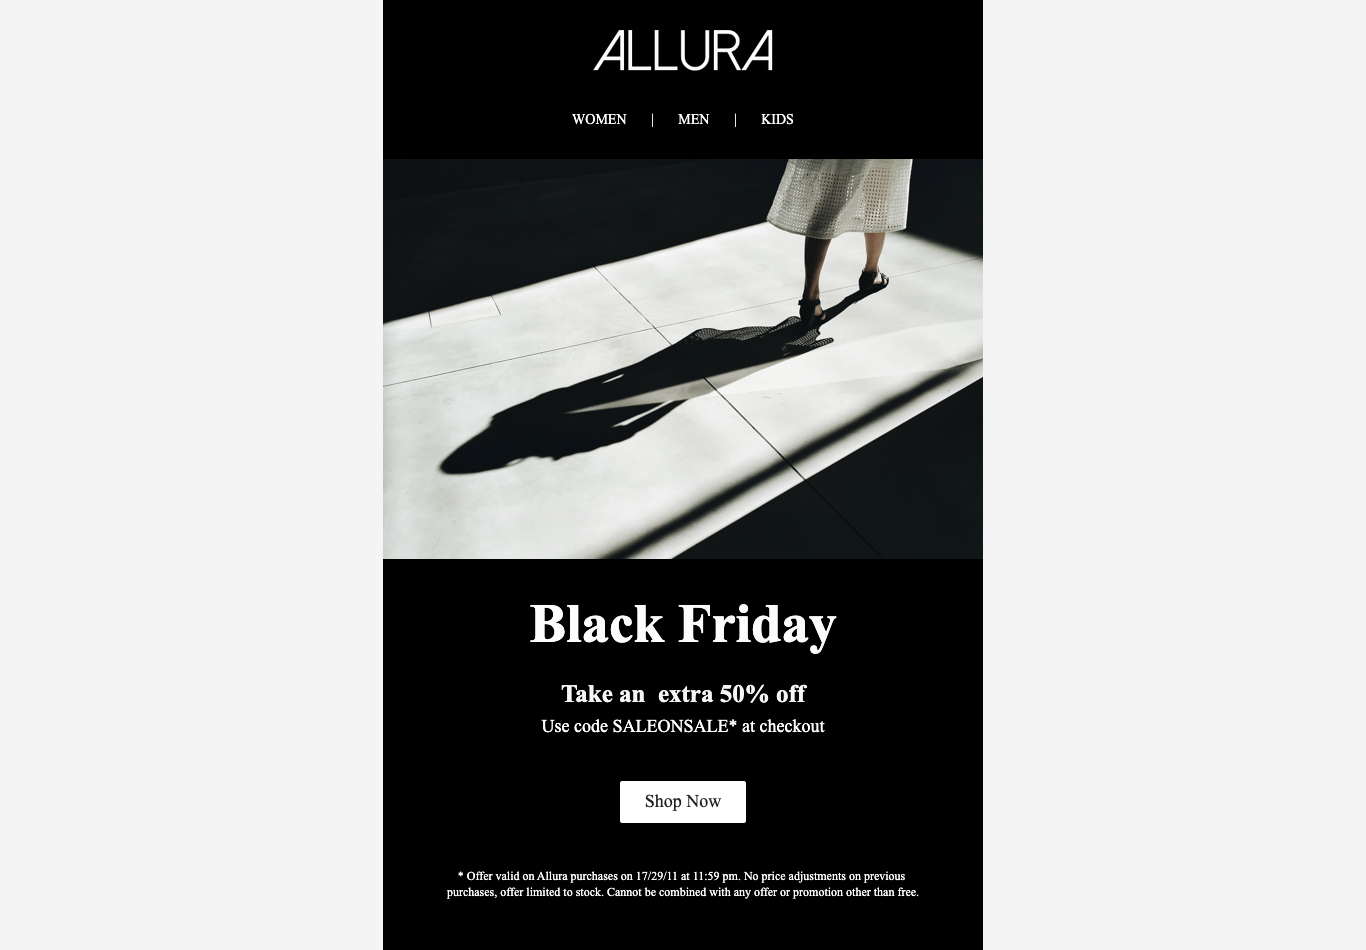 ALLURA
WOMEN | MEN | KIDS
Black Friday
Take an  extra 50% off
Use code SALEONSALE* at checkout
Shop Now
* Offer valid on Allura purchases on 17/29/11 at 11:59 pm. No price adjustments on previous
purchases, offer limited to stock. Cannot be combined with any offer or promotion other than free.